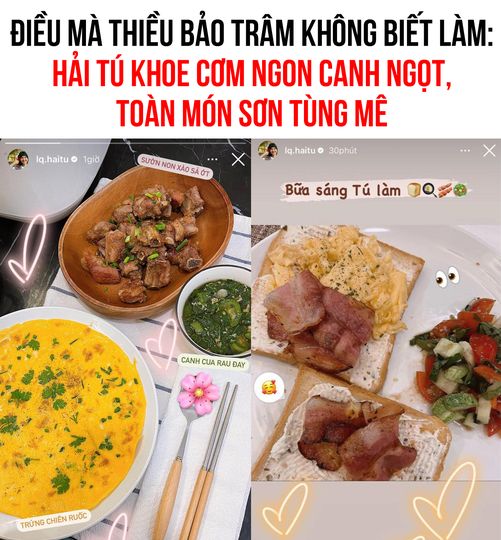 ĐIỀU MÀ THIỀU BẢO TRÂM KHÔNG BIẾT LÀM:
HẢI TÚ KHOE CƠM NGON CANH NGỌT,
TOÀN MÓN SƠN TÙNG MÊ
lq.haitu 1giờ
SƯỜN NON XÀO SẢ ỚT
CANH CUA RAU ĐAY
TRỨNG CHIÊN RUỐC
lq.haitu 30phút
Bữa sáng Tú làm